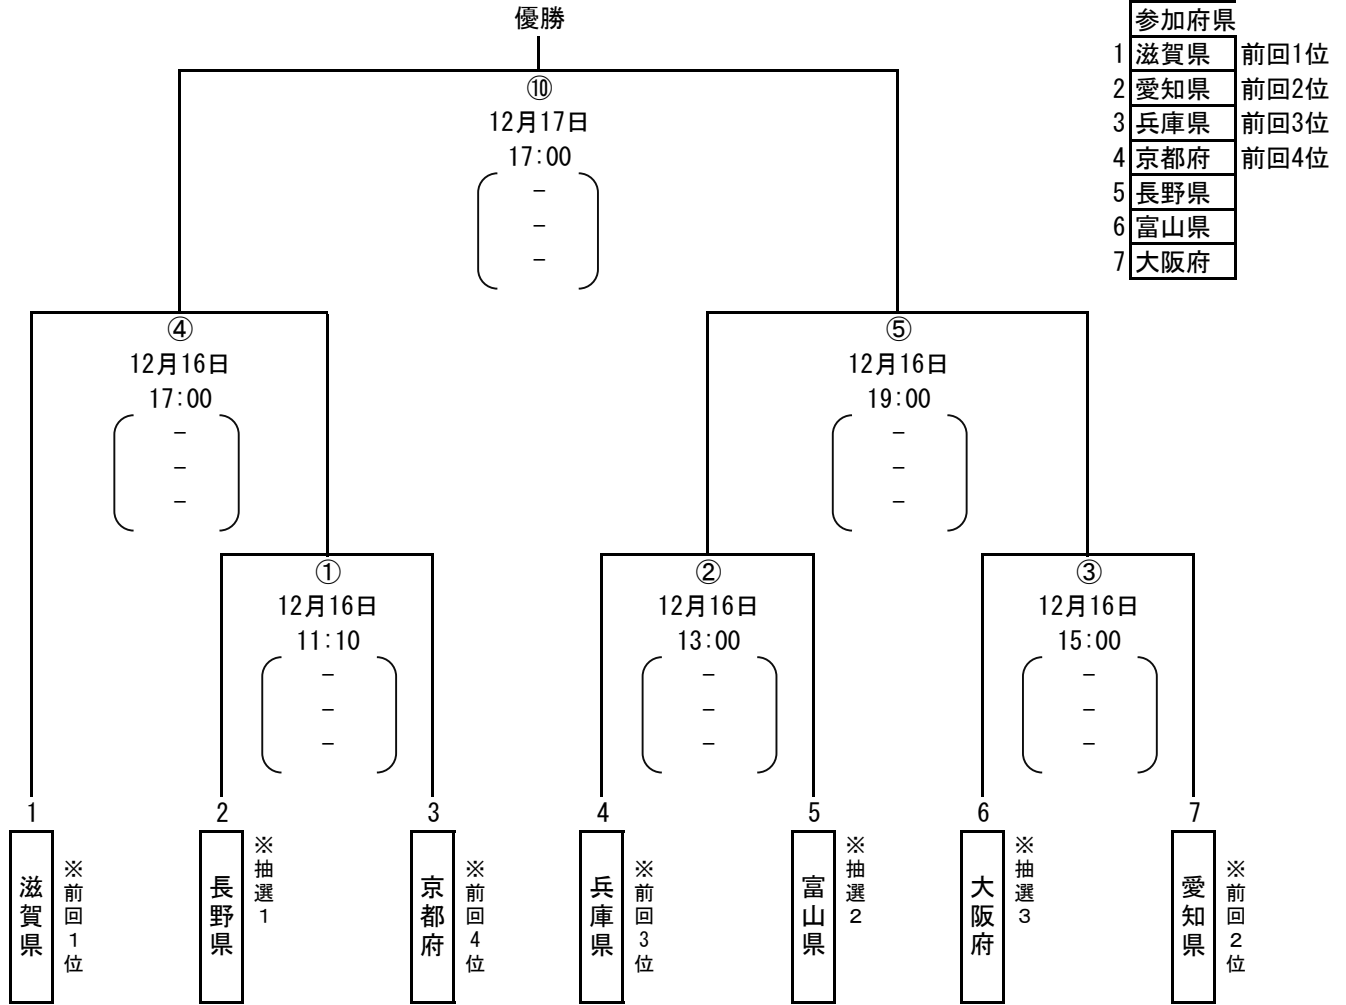 優勝
⑩
12月17日
17:00
-
-
-
参加府県
1 滋賀県 前回1位
2 愛知県 前回2位
3 兵庫県 前回3位
4 京都府 前回4位
5 長野県
6 富山県
7 大阪府
④
12月16日
17:00
-
-
-
⑤
12月16日
19:00
-
-
-
①
12月16日
11:10
-
-
-
②
12月16日
13:00
-
-
-
③
12月16日
15:00
-
-
-
1
滋賀県
※前回1位
2
長野県
※抽選1
3
京都府
※前回4位
4
兵庫県
※前回3位
5
富山県
※抽選2
6
大阪府
※抽選3
7
愛知県
※前回2位